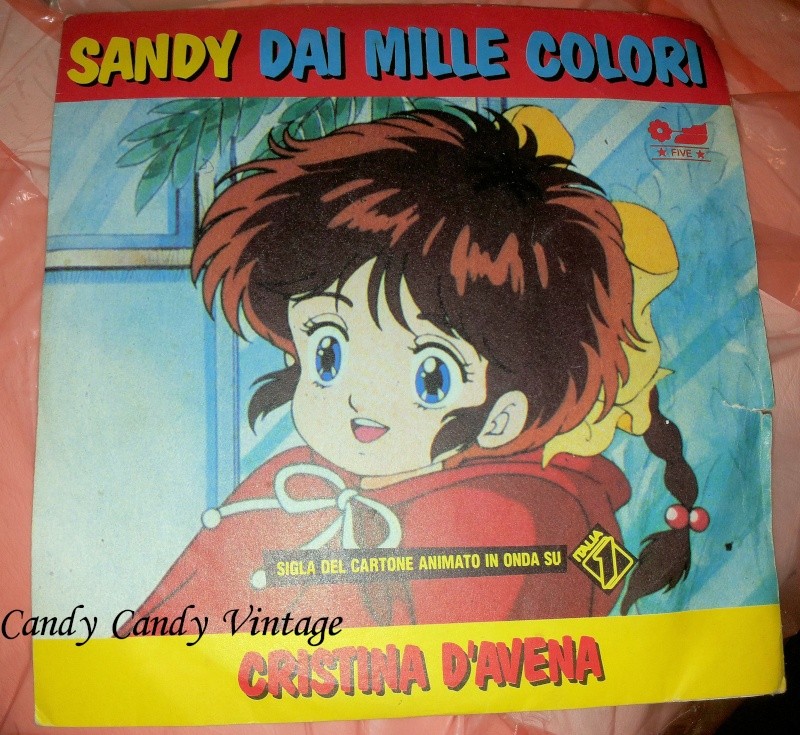 SANDY DAI MILLE COLORI
★ FIVE ★
SIGLA DEL CARTONE ANIMATO IN ONDA SU
ITALIA 1
Candy Candy Vintage
CRISTINA D'AVENA